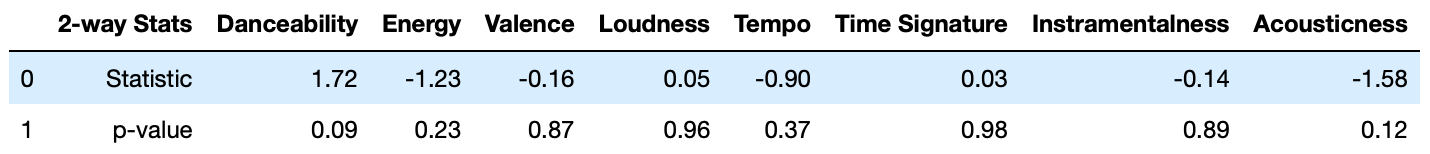 2-way Stats Danceability Energy Valence Loudness Tempo Time Signature Instramentalness Acousticness
0 Statistic 1.72 -1.23 -0.16 0.05 -0.90 0.03 -0.14 -1.58
1 p-value 0.09 0.23 0.87 0.96 0.37 0.98 0.89 0.12